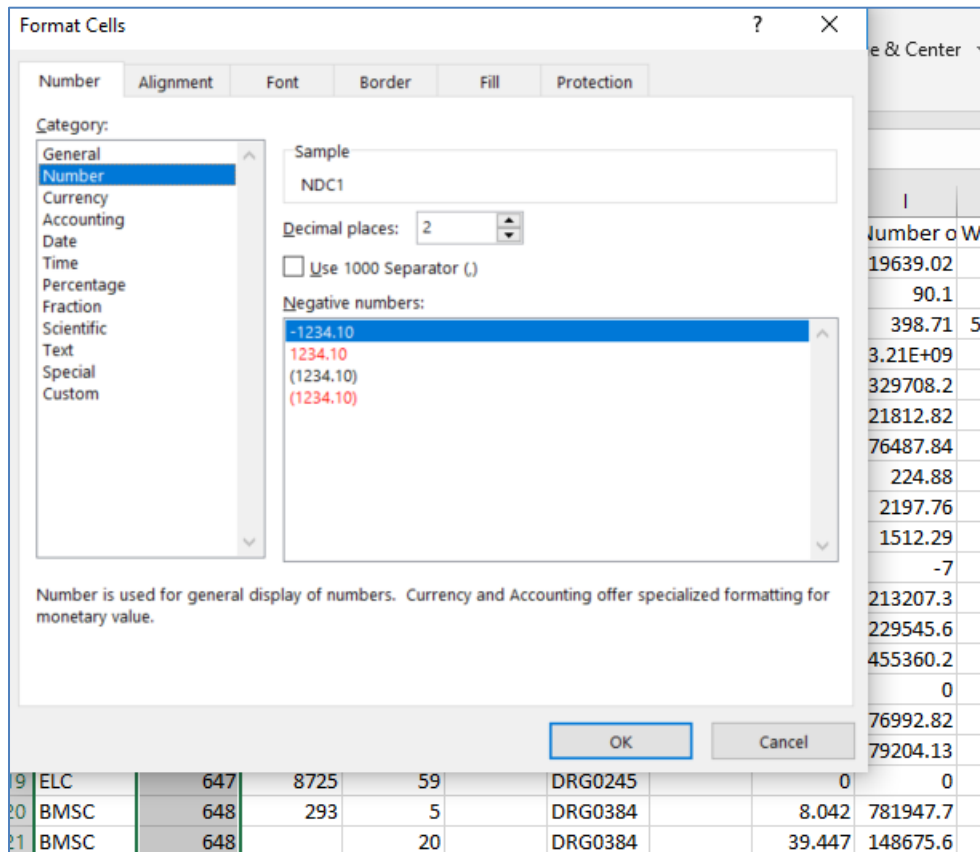 Format Cells ?
e & Center
Number Alignment Font Border Fill Protection
Category:
General
Number
Currency
Accounting
Date
Time
Percentage
Fraction
Scientific
Text
Special
Custom
Sample
NDC1
Decimal places: 2
Use 1000 Separator (,)
Negative numbers:
-1234.10
1234.10
(1234.10)
(1234.10)
Number is used for general display of numbers. Currency and Accounting offer specialized formatting for
monetary value.
OK Cancel
I
Number o W
19639.02
90.1
398.71 5
3.21E+09
329708.2
21812.82
76487.84
224.88
2197.76
1512.29
-7
213207.3
229545.6
455360.2
0
76992.82
79204.13
19 ELC 647 8725 59 DRG0245 0 0
20 BMSC 648 293 5 DRG0384 8.042 781947.7
21 BMSC 648 20 DRG0384 39.447 148675.6